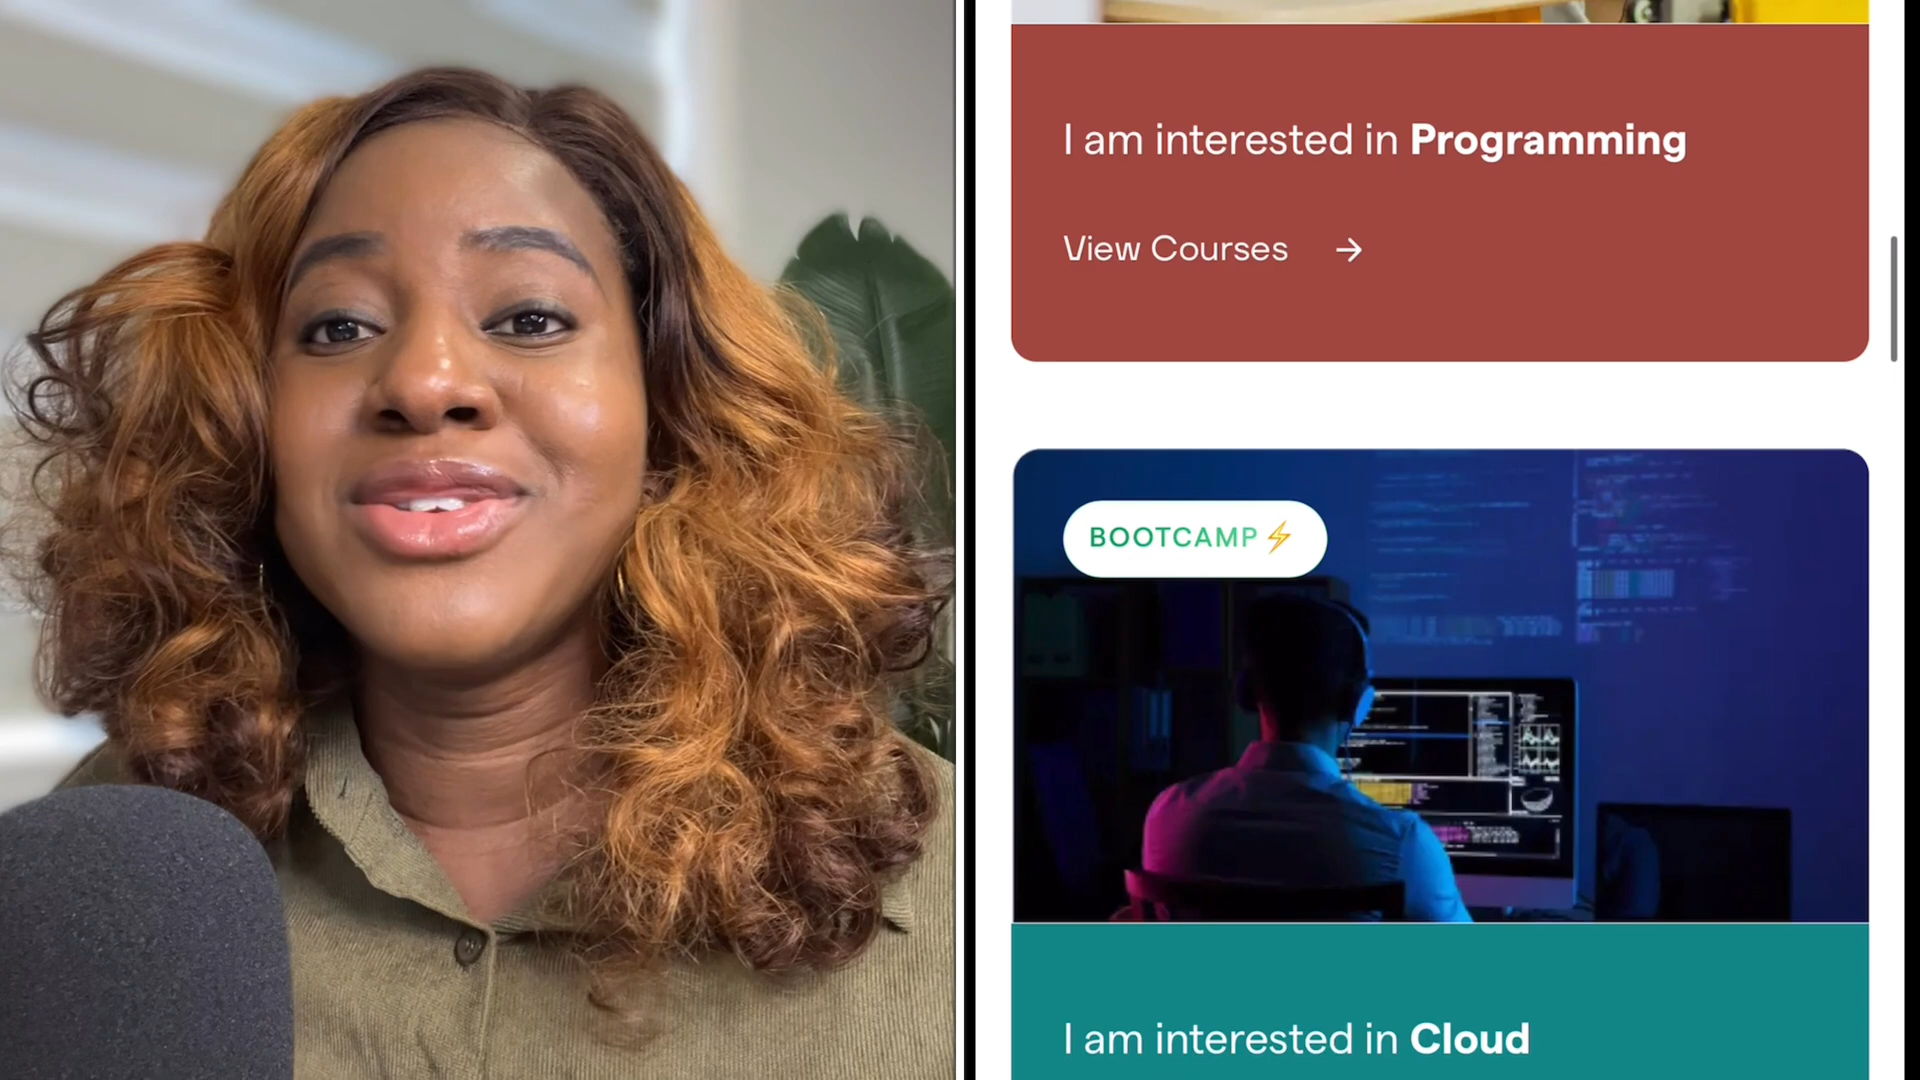 I am interested in Programming
View Courses →
BOOTCAMP⚡
I am interested in Cloud